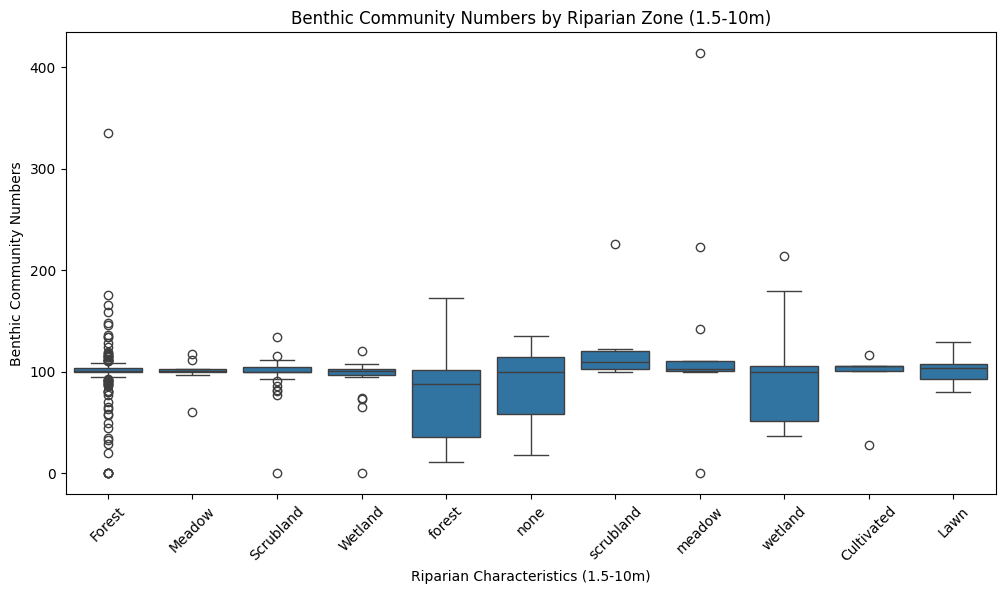 Benthic Community Numbers by Riparian Zone (1.5-10m)
Benthic Community Numbers
400
300
200
100
0
Forest
Meadow
Scrubland
Wetland
forest
none
scrubland
meadow
wetland
Cultivated
Lawn
Riparian Characteristics (1.5-10m)